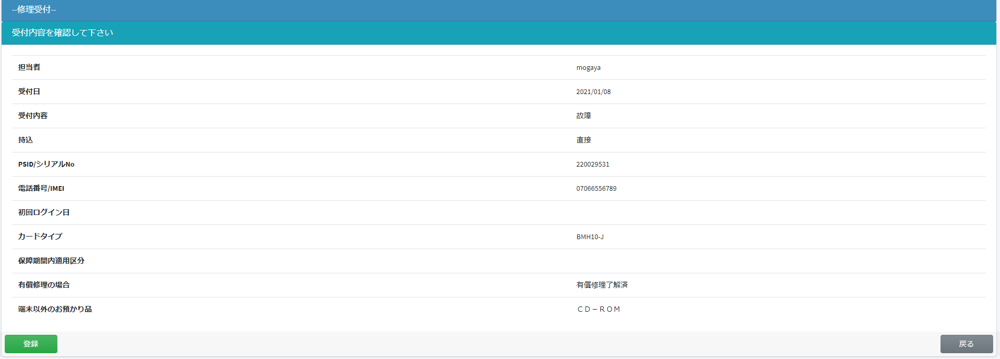 --修理受付--
受付内容を確認して下さい
担当者 mogaya
受付日 2021/01/08
受付内容 故障
持込 直接
PSID/シリアルNo 220029531
電話番号/IMEI 07066556789
初回ログイン日
カードタイプ BMH10-J
保障期間内適用区分
有償修理の場合 有償修理了解済
端末以外のお預かり品 ＣＤ－ＲＯＭ
登録 戻る